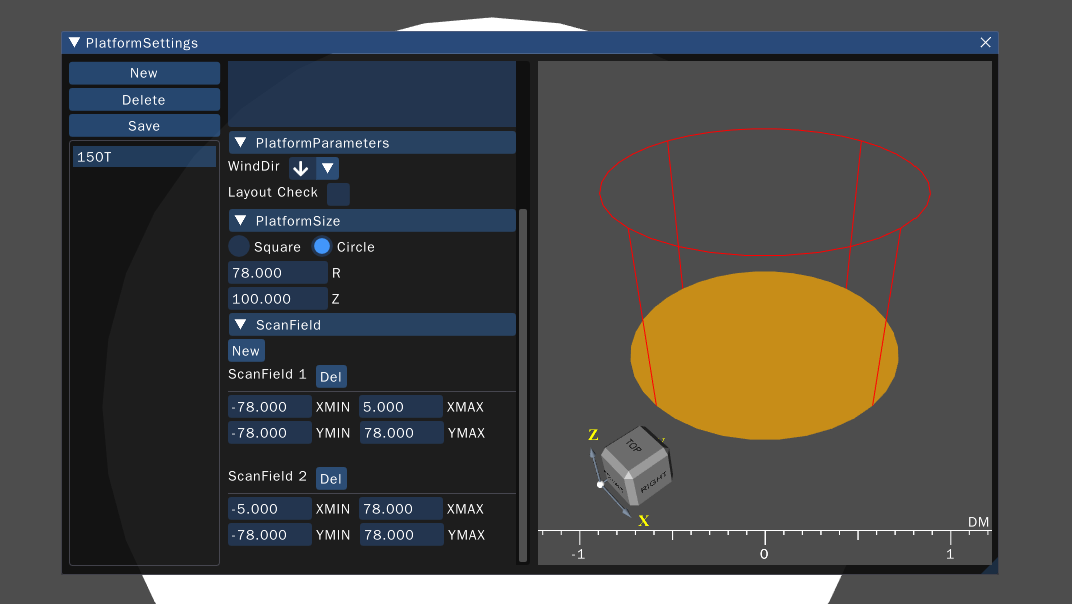 PlatformSettings
New
Delete
Save
150T
PlatformParameters
WindDir
Layout Check
PlatformSize
Square Circle
78.000 R
100.000 Z
ScanField
New
ScanField 1 Del
-78.000 XMIN 5.000 XMAX
-78.000 YMIN 78.000 YMAX
ScanField 2 Del
-5.000 XMIN 78.000 XMAX
-78.000 YMIN 78.000 YMAX
Z
TOP
RIGHT
X
DM
-1 0 1